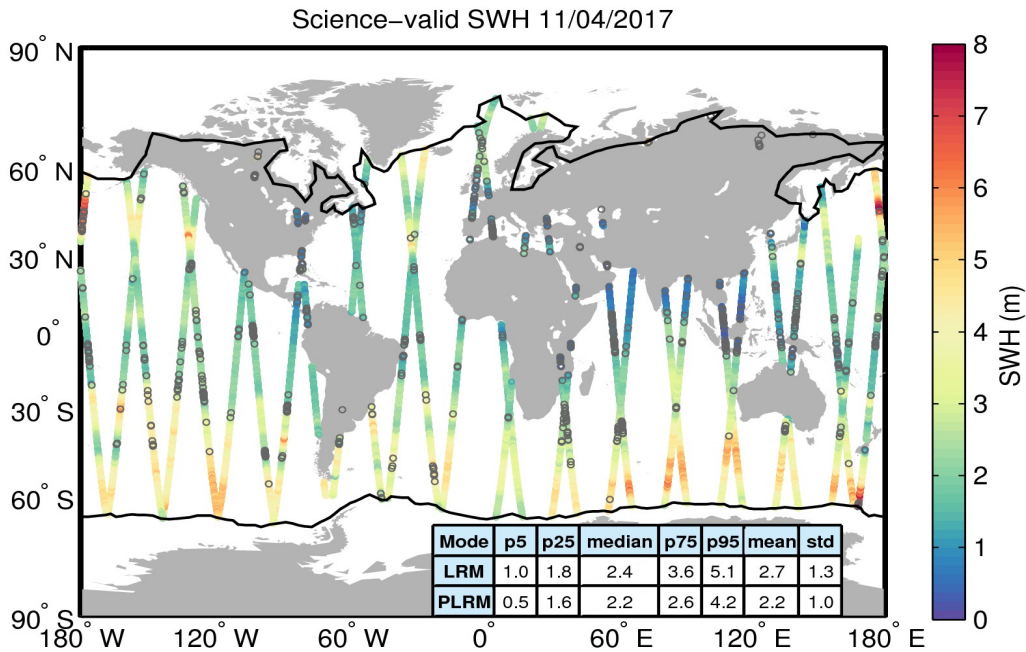 Science−valid SWH 11/04/2017
90° N
60° N
30° N
0°
30° S
60° S
90° S
180° W
120° W
60° W
0°
60° E
120° E
180° E
Mode p5 p25 median p75 p95 mean std
LRM 1.0 1.8 2.4 3.6 5.1 2.7 1.3
PLRM 0.5 1.6 2.2 2.6 4.2 2.2 1.0
8
7
6
5
4
3
2
1
0
SWH (m)